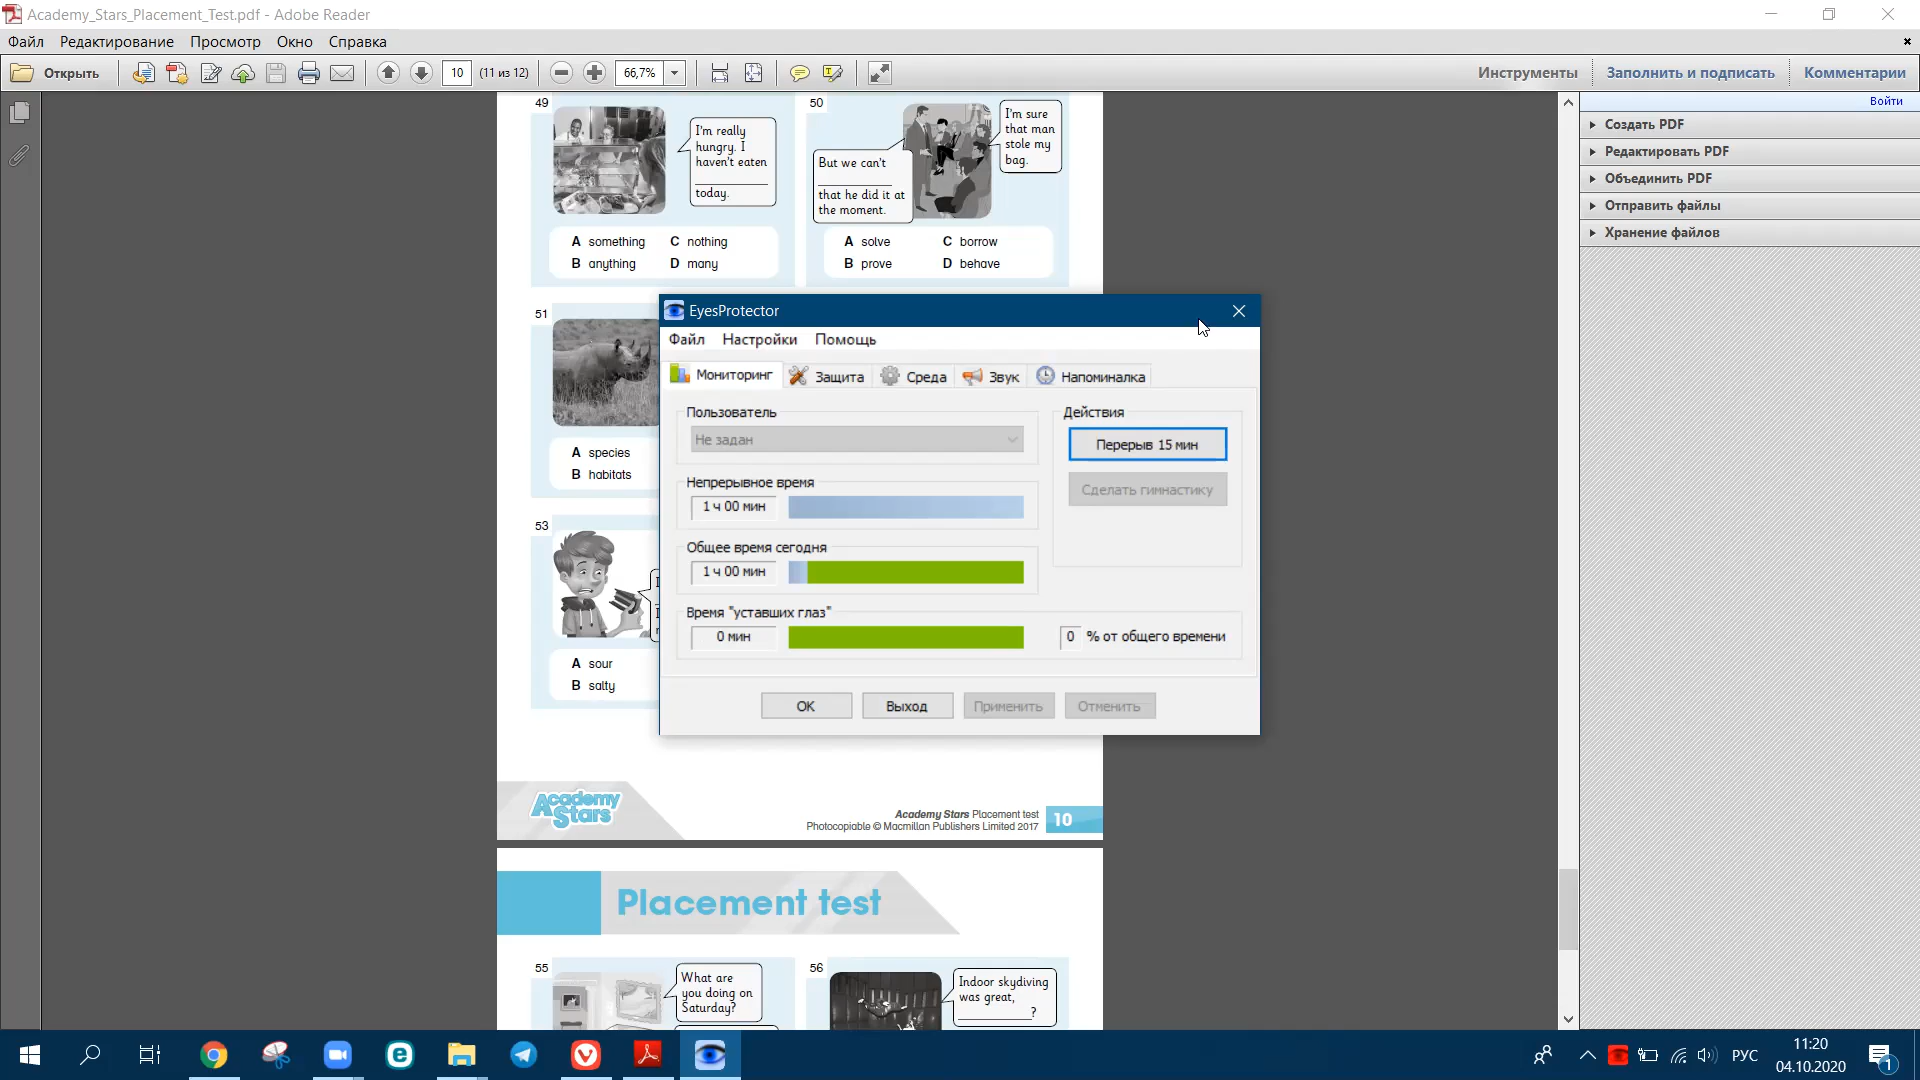 Academy_Stars_Placement_Test.pdf - Adobe Reader
Файл Редактирование Просмотр Окно Справка
Открыть 10 (11 из 12) 66,7% Инструменты Заполнить и подписать Комментарии
Войти
Создать PDF
Редактировать PDF
Объединить PDF
Отправить файлы
Хранение файлов
49
I'm really
hungry. I
haven't eaten
__________
today.
A something C nothing
B anything D many
50
I'm sure
that man
stole my
bag.
But we can't
__________
that he did it at
the moment.
A solve C borrow
B prove D behave
51
A species
B habitats
53
A sour
B salty
EyesProtector
Файл Настройки Помощь
Мониторинг Защита Среда Звук Напоминалка
Пользователь
Не задан
Непрерывное время
1 ч 00 мин
Общее время сегодня
1 ч 00 мин
Время "уставших глаз"
0 мин
0 % от общего времени
Действия
Перерыв 15 мин
Сделать гимнастику
ОК Выход Применить Отменить
Academy Stars
Academy Stars Placement test
Photocopiable © Macmillan Publishers Limited 2017
10
Placement test
55
What are
you doing on
Saturday?
56
Indoor skydiving
was great,
__________?
РУС
11:20
04.10.2020
1